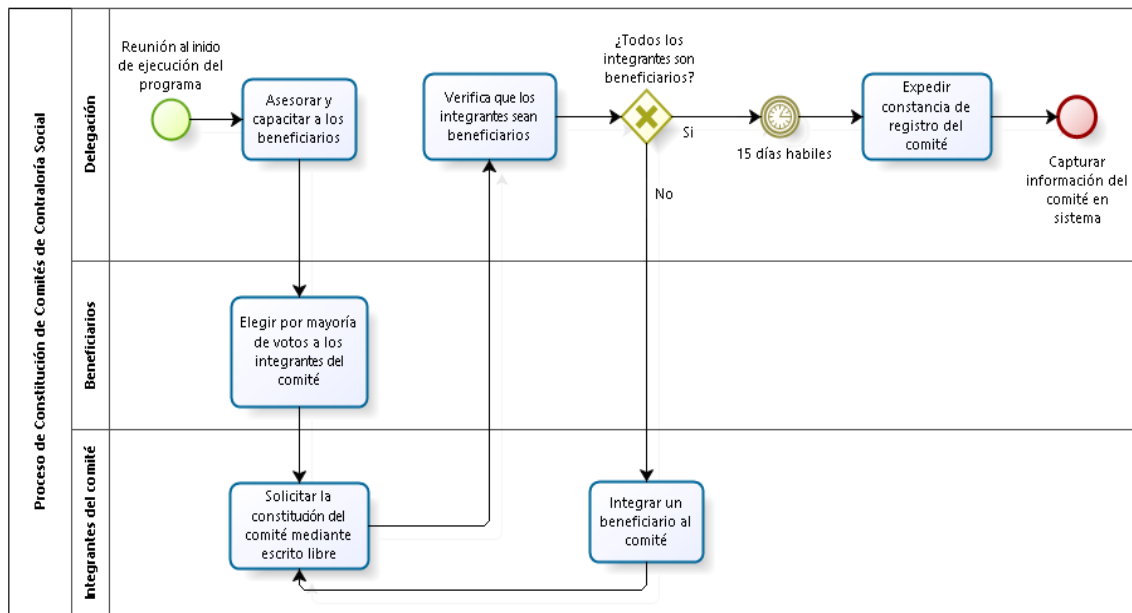 Proceso de Constitución de Comités de Contraloría Social
Delegación
Reunión al inicio
de ejecución del
programa
Asesorar y
capacitar a los
beneficiarios
Verifica que los
integrantes sean
beneficiarios
¿Todos los
integrantes son
beneficiarios?
Si
No
15 días habiles
Expedir
constancia de
registro del
comité
Capturar
información del
comité en
sistema
Beneficiarios
Elegir por mayoría
de votos a los
integrantes del
comité
Integrantes del comité
Solicitar la
constitución del
comité mediante
escrito libre
Integrar un
beneficiario al
comité